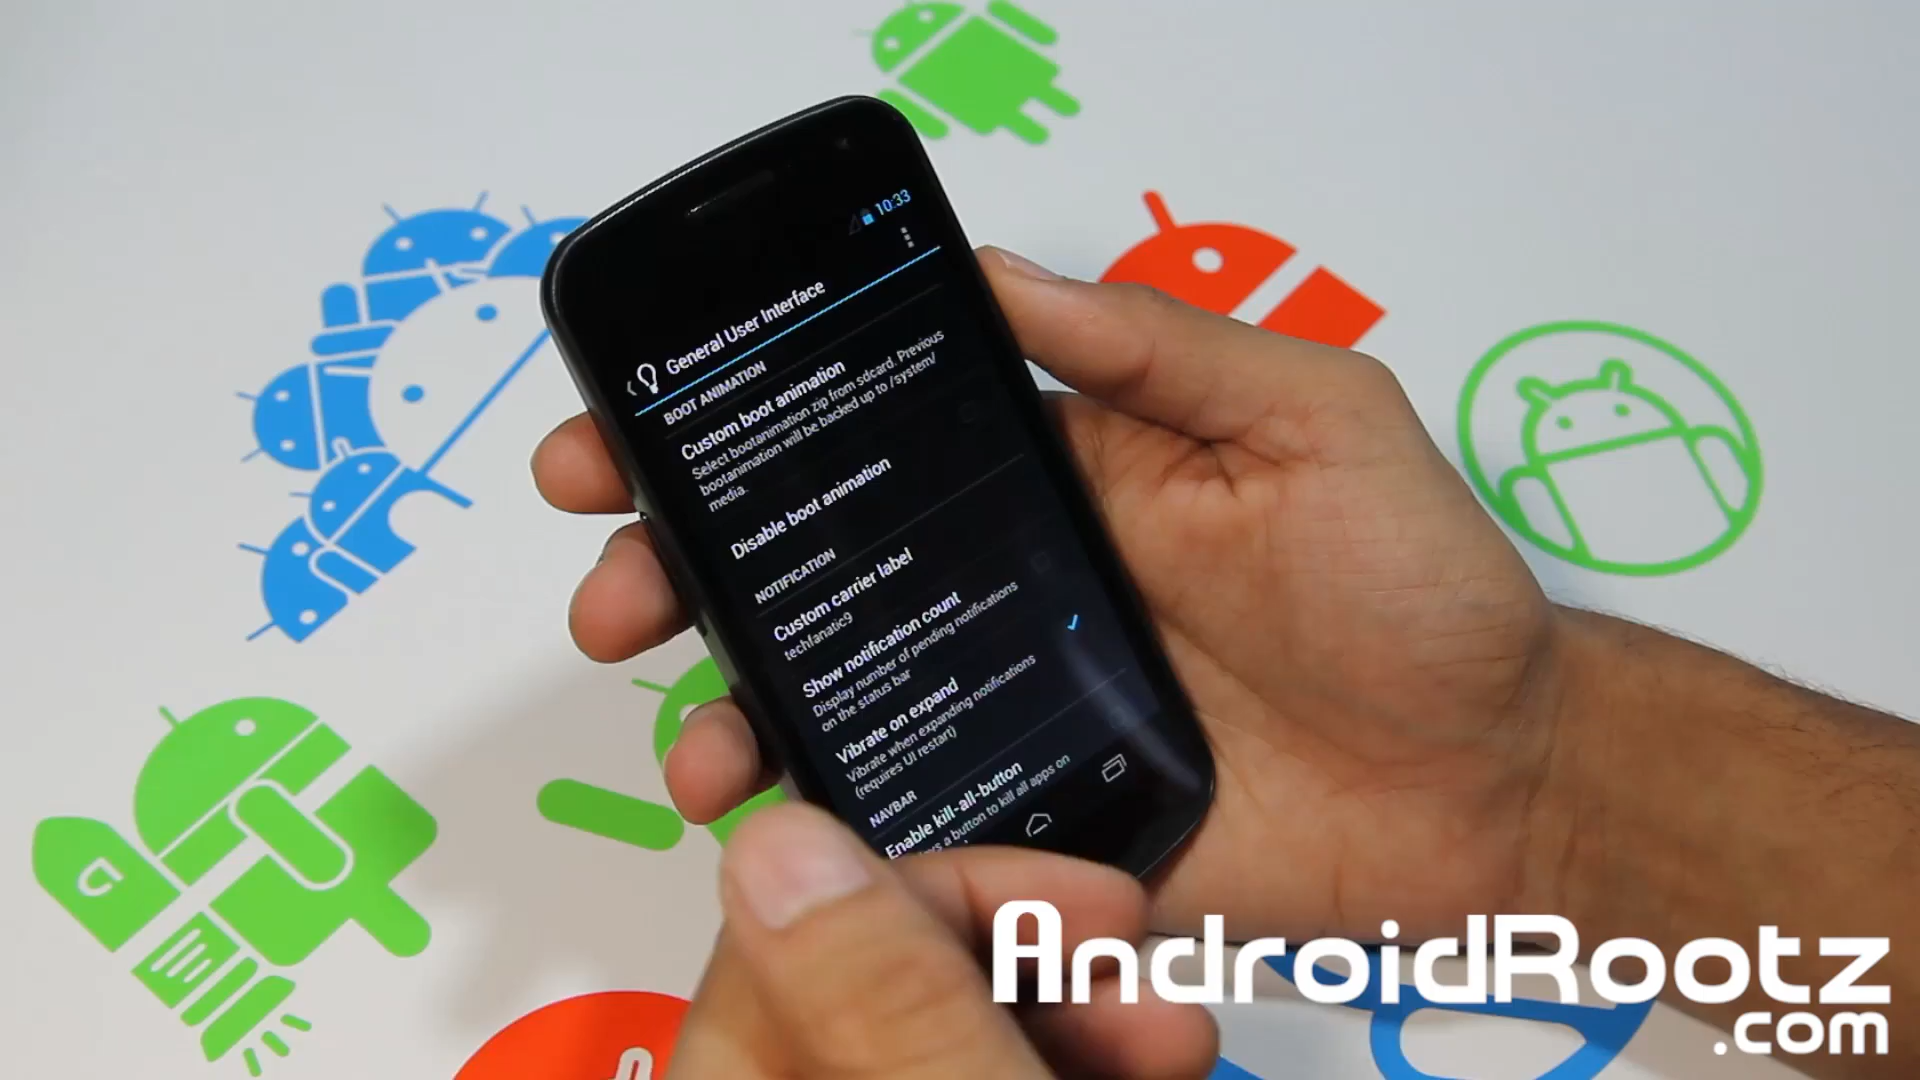 10:33
General User Interface
BOOT ANIMATION
Custom boot animation
Select bootanimation zip from sdcard. Previous
bootanimation will be backed up to /system/
media.
Disable boot animation
NOTIFICATION
Custom carrier label
techfanatic9
Show notification count
Display number of pending notifications
on the status bar
Vibrate on expand
Vibrate when expanding notifications
(requires UI restart)
NAVBAR
Enable kill-all-button
a button to kill all apps on
AndroidRootz
.com